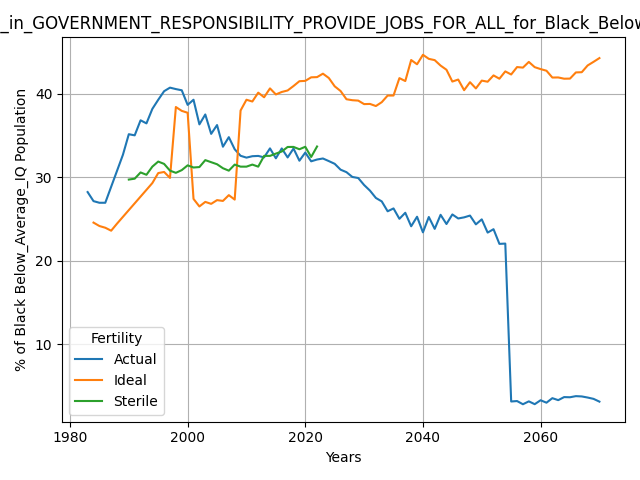 _in_GOVERNMENT_RESPONSIBILITY_PROVIDE_JOBS_FOR_ALL_for_Black_Below
% of Black Below_Average_IQ Population
40
30
20
10
Fertility
Actual
Ideal
Sterile
1980 2000 2020 2040 2060
Years